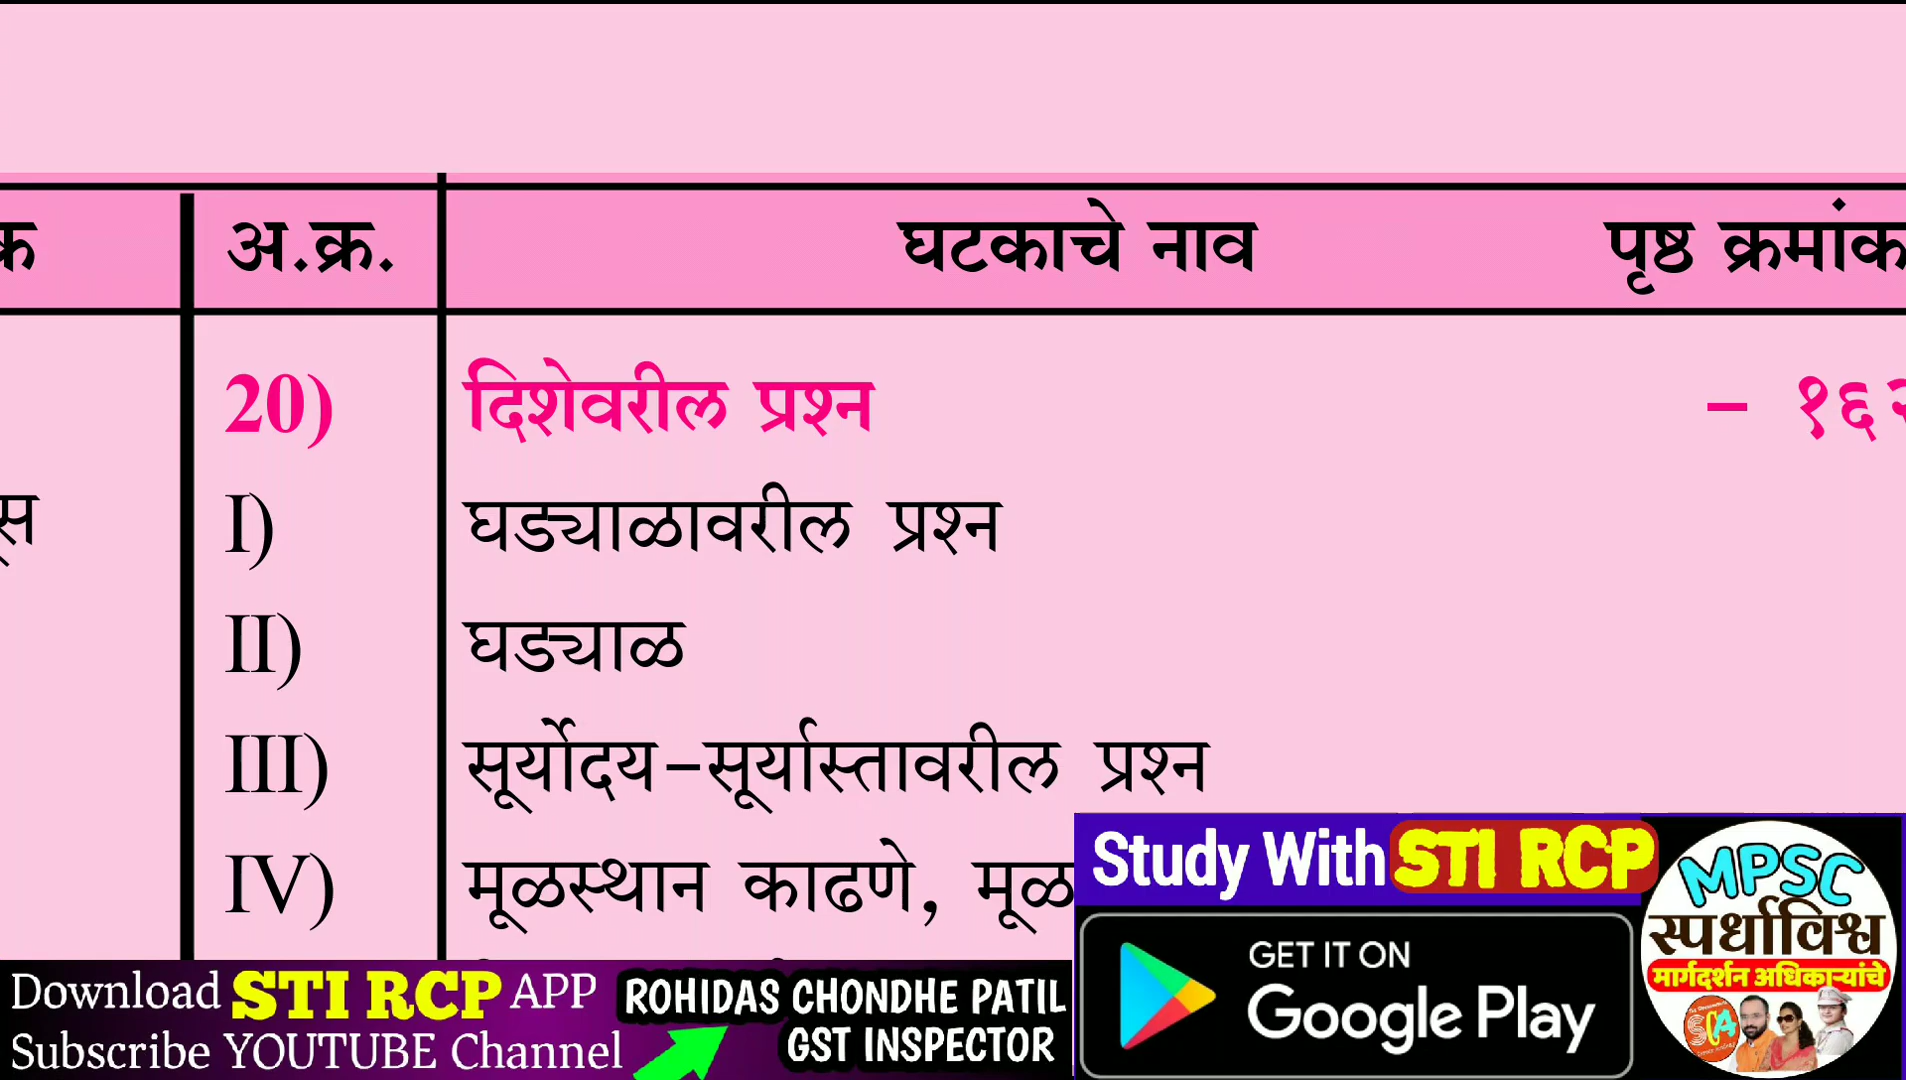 क अ.क्र. घटकाचे नाव पृष्ठ क्रमांक
20) दिशेवरील प्रश्न – १६२
I) घड्याळावरील प्रश्न
II) घड्याळ
III) सूर्योदय–सूर्यास्तावरील प्रश्न
IV) मूळस्थान काढणे, मूळ
Study With STI RCP
GET IT ON
Google Play
MPSC
स्पर्धाविश्व
मार्गदर्शन अधिकाऱ्यांचे
Download STI RCP APP
Subscribe YOUTUBE Channel
ROHIDAS CHONDHE PATIL
GST INSPECTOR